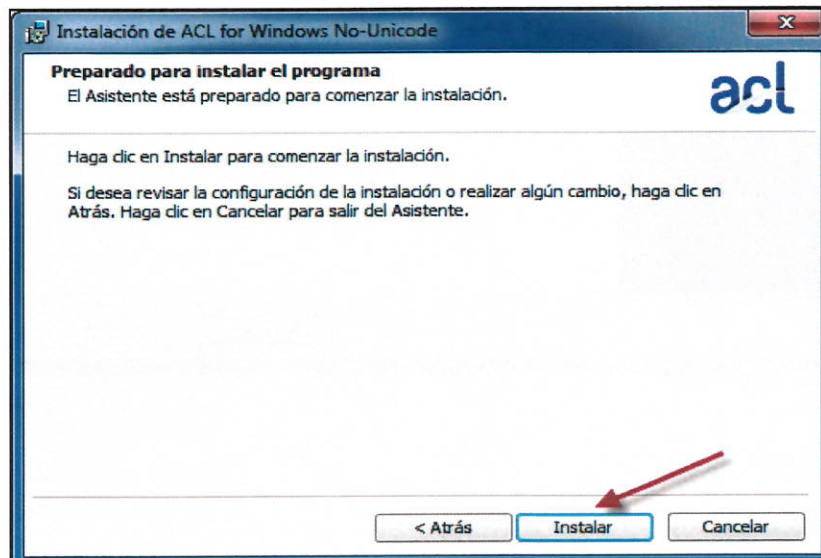 Instalación de ACL for Windows No-Unicode
Preparado para instalar el programa
El Asistente está preparado para comenzar la instalación.
acl
Haga clic en Instalar para comenzar la instalación.
Si desea revisar la configuración de la instalación o realizar algún cambio, haga clic en
Atrás. Haga clic en Cancelar para salir del Asistente.
< Atrás
Instalar
Cancelar